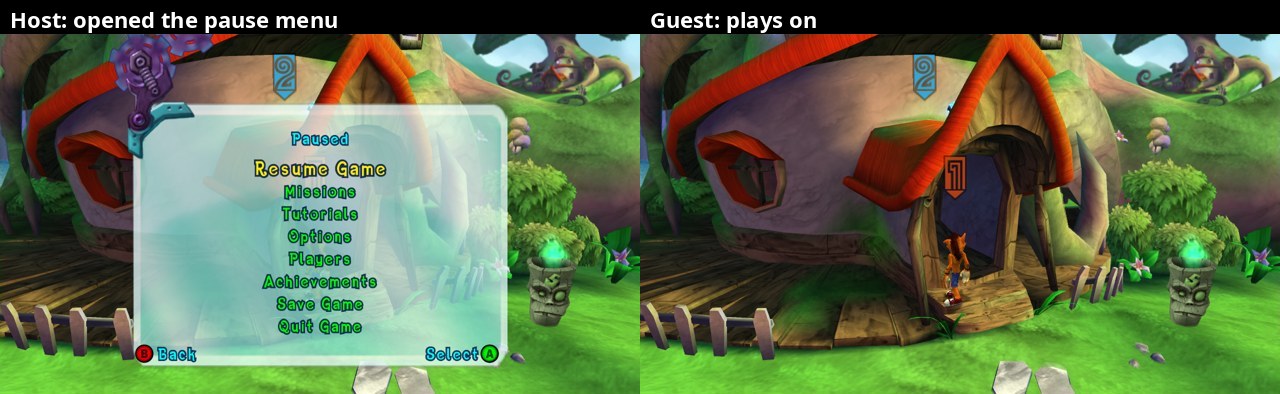 Host: opened the pause menu
Guest: plays on
Paused
Resume Game
Missions
Tutorials
Options
Players
Achievements
Save Game
Quit Game
B Back
Select A